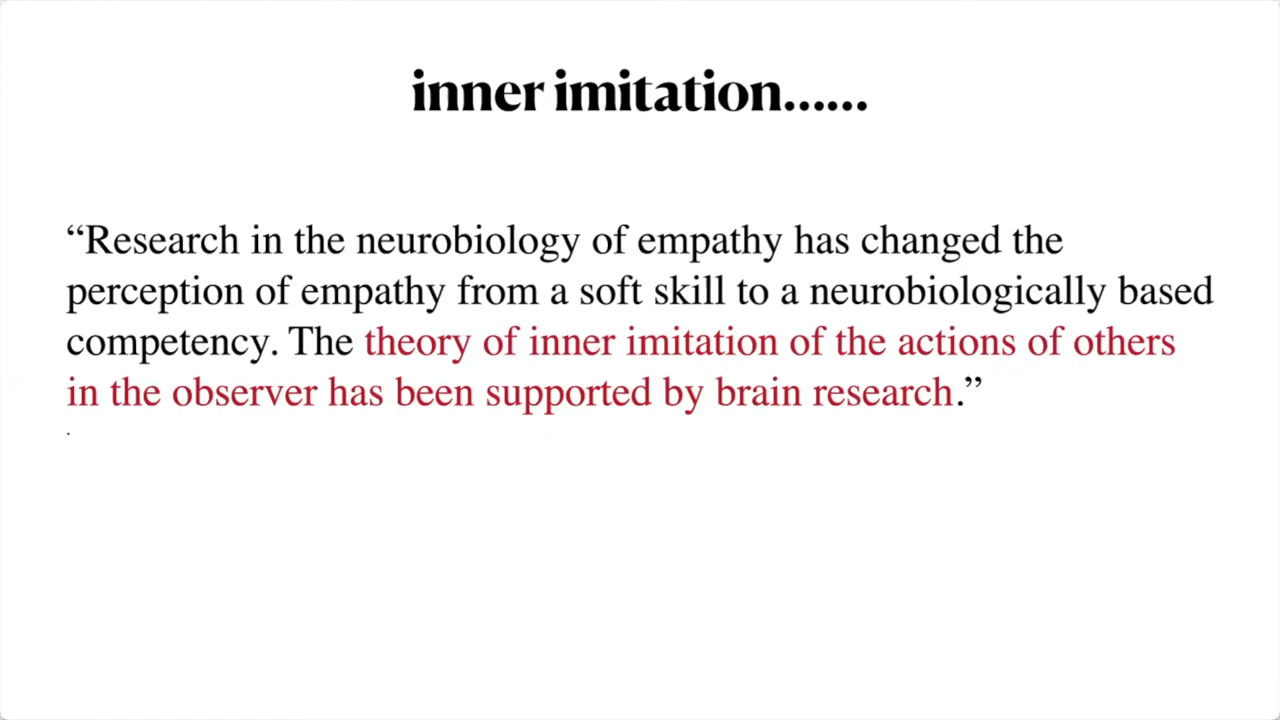 inner imitation......
“Research in the neurobiology of empathy has changed the
perception of empathy from a soft skill to a neurobiologically based
competency. The theory of inner imitation of the actions of others
in the observer has been supported by brain research.”
.